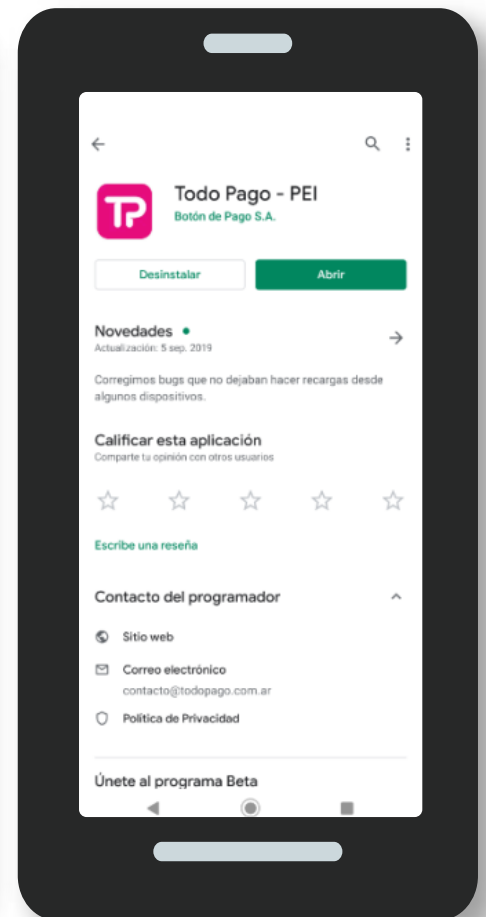 TP
Todo Pago - PEI
Botón de Pago S.A.
Desinstalar
Abrir
Novedades
Actualización: 5 sep. 2019
Corregimos bugs que no dejaban hacer recargas desde
algunos dispositivos.
Calificar esta aplicación
Comparte tu opinión con otros usuarios
Escribe una reseña
Contacto del programador
Sitio web
Correo electrónico
contacto@todopago.com.ar
Política de Privacidad
Únete al programa Beta